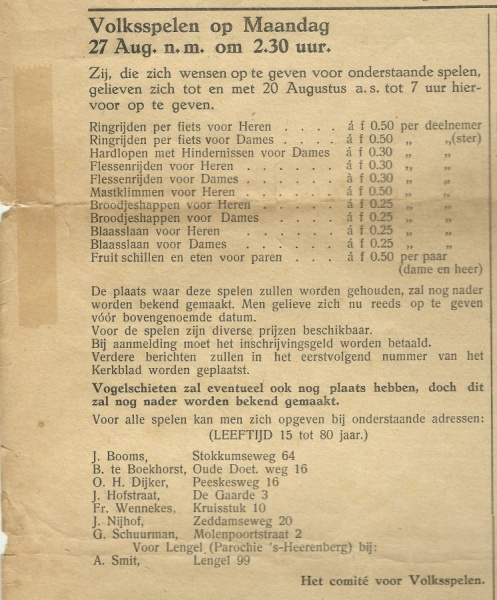 Volksspelen op Maandag
27 Aug. n. m. om 2.30 uur.
Zij, die zich wensen op te geven voor onderstaande spelen,
gelieven zich tot en met 20 Augustus a. s. tot 7 uur hier-
voor op te geven.
Ringrijden per fiets voor Heren . . . . á f 0.50 per deelnemer
Ringrijden per fiets voor Dames . . . . á f 0.50 „ „(ster)
Hardlopen met Hindernissen voor Dames á f 0.30 „ „
Flessenrijden voor Heren . . . . . . á f 0.30 „ „
Flessenrijden voor Dames . . . . . . à f 0.30 „ „
Mastklimmen voor Heren . . . . . . á f 0.50 „ „
Broodjeshappen voor Heren . . . . . á f 0.25 „ „
Broodjeshappen voor Dames . . . . . á f 0.25 „ „
Blaasslaan voor Heren . . . . . . . á f 0.25 „ „
Blaasslaan voor Dames . . . . . . . á f 0.25 „ „
Fruit schillen en eten voor paren . . . . á f 0.50 per paar
(dame en heer)
De plaats waar deze spelen zullen worden gehouden, zal nog nader
worden bekend gemaakt. Men gelieve zich nu reeds op te geven
vóór bovengenoemde datum.
Voor de spelen zijn diverse prijzen beschikbaar.
Bij aanmelding moet het inschrijvingsgeld worden betaald.
Verdere berichten zullen in het eerstvolgend nummer van het
Kerkblad worden geplaatst.
Vogelschieten zal eventueel ook nog plaats hebben, doch dit
zal nog nader worden bekend gemaakt.
Voor alle spelen kan men zich opgeven bij onderstaande adressen:
(LEEFTIJD 15 tot 80 jaar.)
J. Booms, Stokkumseweg 64
B. te Boekhorst, Oude Doet. weg 16
O. H. Dijker, Peeskesweg 16
J. Hofstraat, De Gaarde 3
Fr. Wennekes, Kruisstuk 10
J. Nijhof, Zeddamseweg 20
G. Schuurman, Molenpoortstraat 2
Voor Lengel (Parochie 's-Heerenberg) bij:
A. Smit, Lengel 99
Het comité voor Volksspelen.